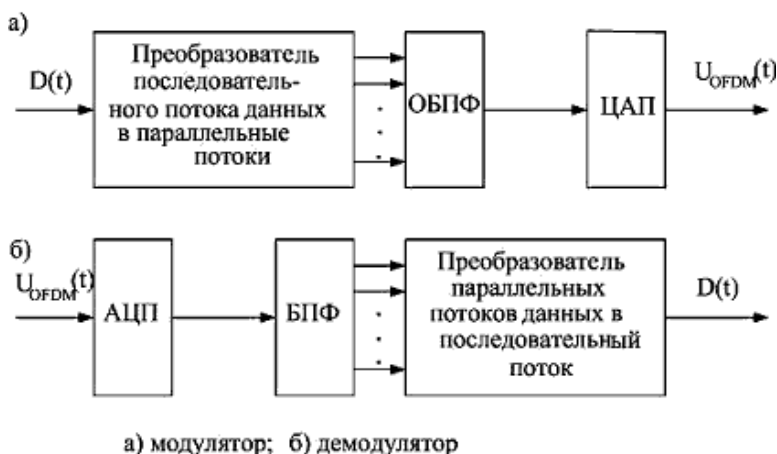 а)
D(t)
Преобразователь
последователь-
ного потока данных
в параллельные
потоки
ОБПФ
ЦАП
U_OFDM(t)
б)
U_OFDM(t)
АЦП
БПФ
Преобразователь
параллельных
потоков данных в
последовательный
поток
D(t)
а) модулятор; б) демодулятор